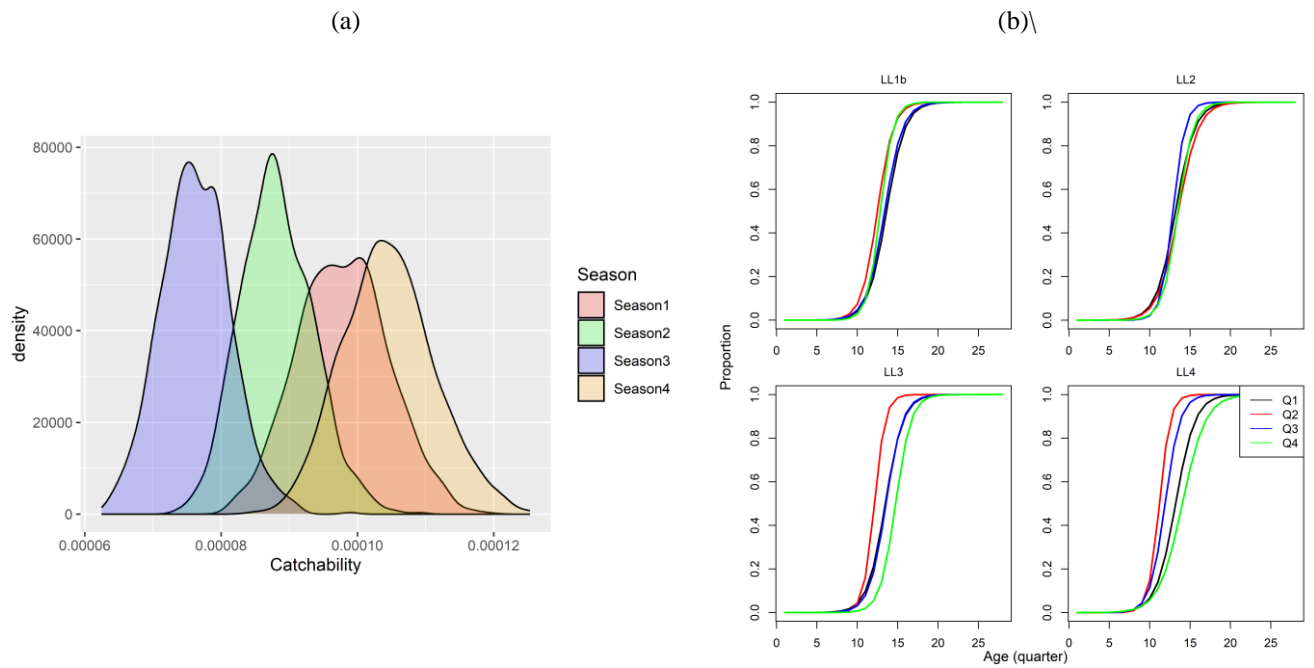 (a)
(b)\
80000
60000
40000
20000
0
density
0.00006
0.00008
0.00010
0.00012
Catchability
Season
Season1
Season2
Season3
Season4
Proportion
Age (quarter)
LL1b
0.0 0.2 0.4 0.6 0.8 1.0
0 5 10 15 20 25
LL2
0.0 0.2 0.4 0.6 0.8 1.0
0 5 10 15 20 25
LL3
0.0 0.2 0.4 0.6 0.8 1.0
0 5 10 15 20 25
LL4
0.0 0.2 0.4 0.6 0.8 1.0
0 5 10 15 20 25
Q1
Q2
Q3
Q4